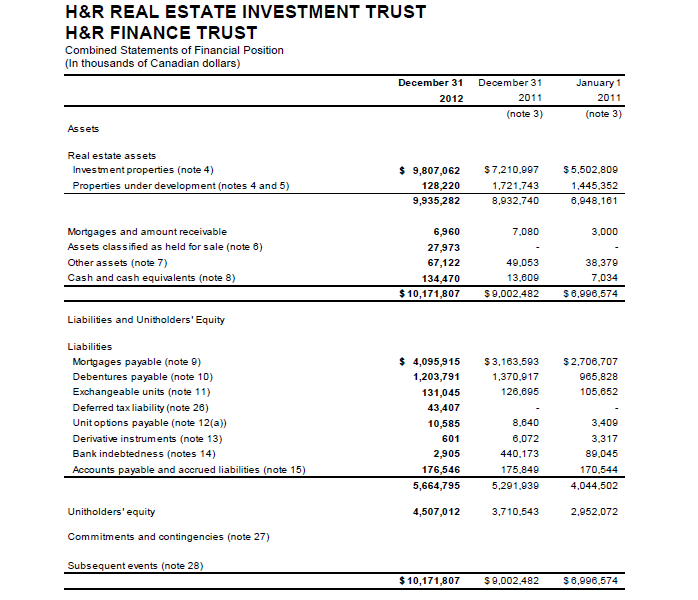 H&R REAL ESTATE INVESTMENT TRUST
H&R FINANCE TRUST
Combined Statements of Financial Position
(In thousands of Canadian dollars)
December 31 December 31 January 1
2012 2011 2011
(note 3) (note 3)
Assets
Real estate assets
Investment properties (note 4) $ 9,807,062 $ 7,210,997 $ 5,502,809
Properties under development (notes 4 and 5) 128,220 1,721,743 1,445,352
9,935,282 8,932,740 6,948,161
Mortgages and amount receivable 6,960 7,080 3,000
Assets classified as held for sale (note 6) 27,973 - -
Other assets (note 7) 67,122 49,053 38,379
Cash and cash equivalents (note 8) 134,470 13,609 7,034
$ 10,171,807 $ 9,002,482 $ 6,996,574
Liabilities and Unitholders' Equity
Liabilities
Mortgages payable (note 9) $ 4,095,915 $ 3,163,593 $ 2,706,707
Debentures payable (note 10) 1,203,791 1,370,917 965,828
Exchangeable units (note 11) 131,045 126,695 105,652
Deferred tax liability (note 26) 43,407 - -
Unit options payable (note 12(a)) 10,585 8,640 3,409
Derivative instruments (note 13) 601 6,072 3,317
Bank indebtedness (notes 14) 2,905 440,173 89,045
Accounts payable and accrued liabilities (note 15) 176,546 175,849 170,544
5,664,795 5,291,939 4,044,502
Unitholders' equity 4,507,012 3,710,543 2,952,072
Commitments and contingencies (note 27)
Subsequent events (note 28)
$ 10,171,807 $ 9,002,482 $ 6,996,574